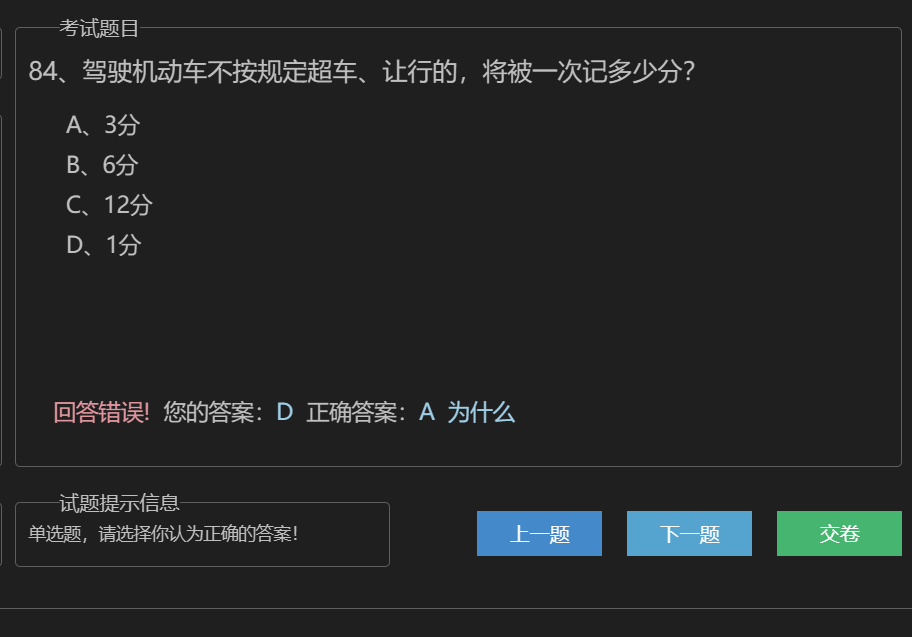 考试题目
84、驾驶机动车不按规定超车、让行的，将被一次记多少分？
A、3分
B、6分
C、12分
D、1分
回答错误! 您的答案：D 正确答案：A 为什么
试题提示信息
单选题，请选择你认为正确的答案！
上一题 下一题 交卷